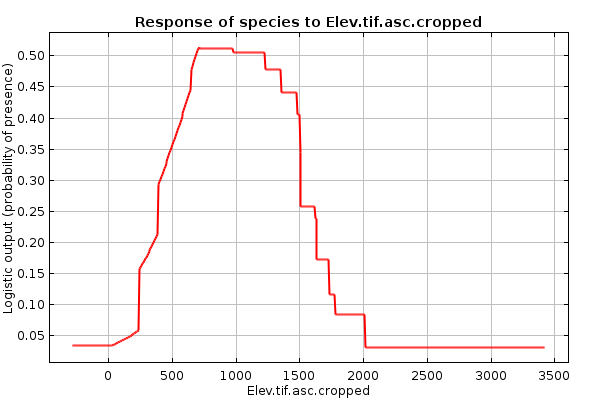 Response of species to Elev.tif.asc.cropped
Logistic output (probability of presence)
0.50
0.45
0.40
0.35
0.30
0.25
0.20
0.15
0.10
0.05
0 500 1000 1500 2000 2500 3000 3500
Elev.tif.asc.cropped